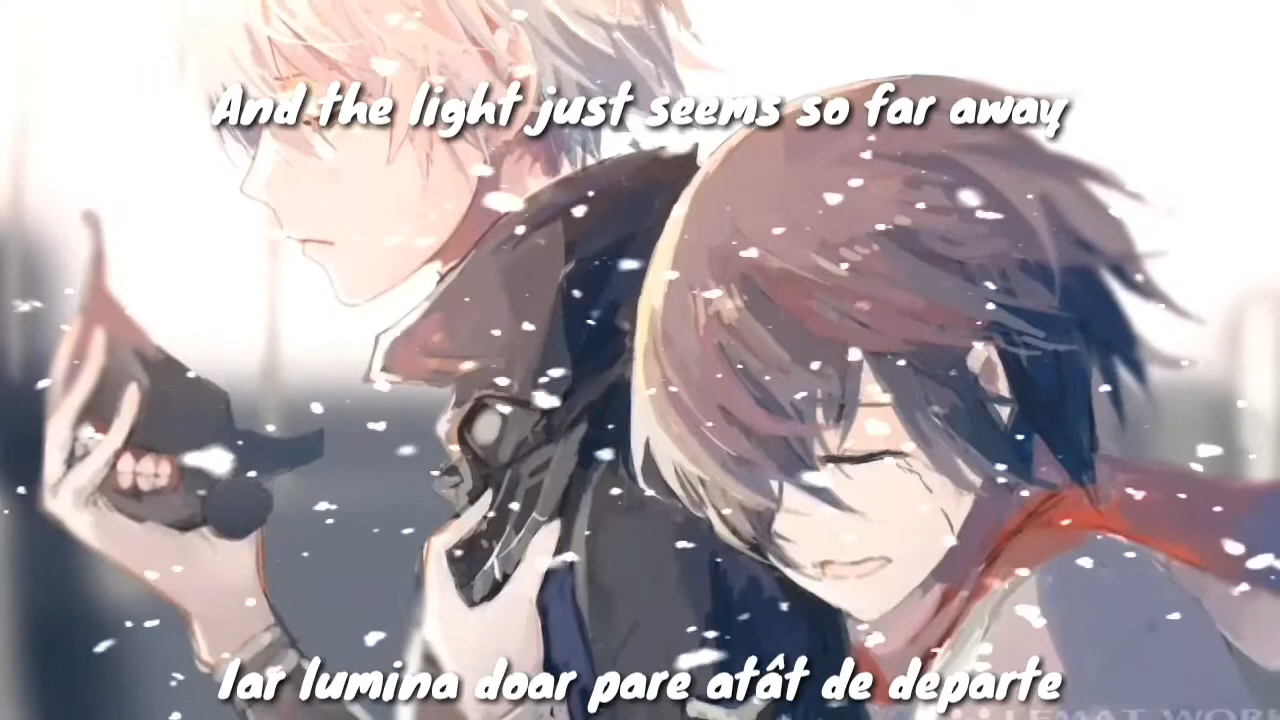 And the light just seems so far away
Iar lumina doar pare atât de departe